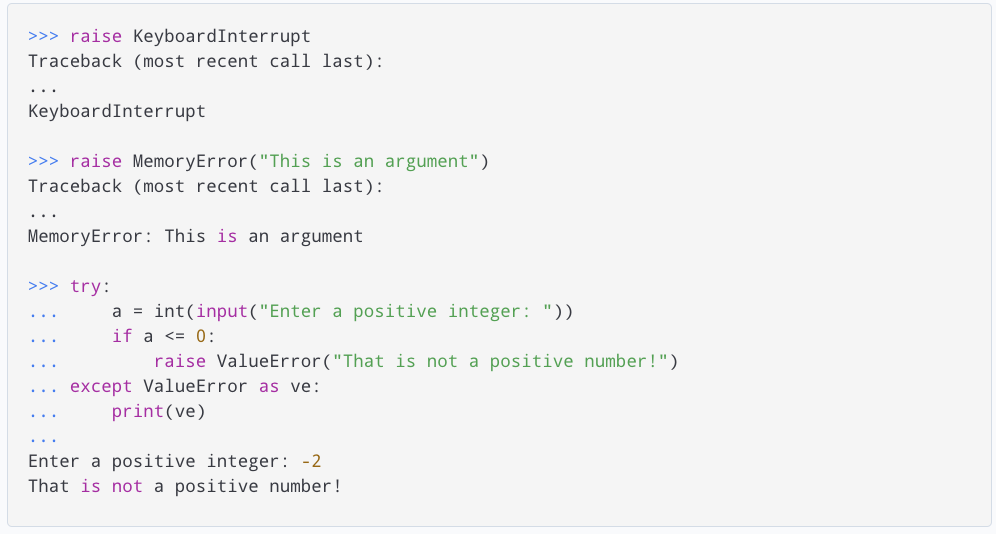 >>> raise KeyboardInterrupt
Traceback (most recent call last):
...
KeyboardInterrupt

>>> raise MemoryError("This is an argument")
Traceback (most recent call last):
...
MemoryError: This is an argument

>>> try:
...     a = int(input("Enter a positive integer: "))
...     if a <= 0:
...         raise ValueError("That is not a positive number!")
... except ValueError as ve:
...     print(ve)
...
Enter a positive integer: -2
That is not a positive number!